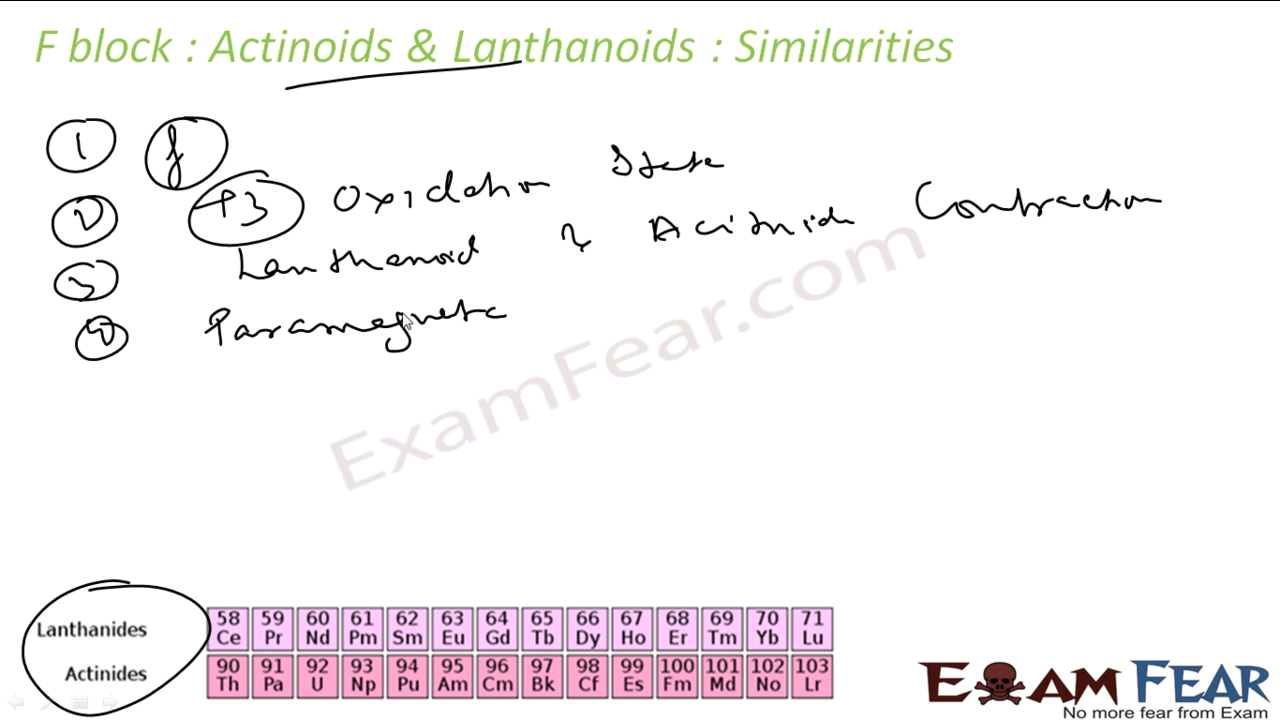 F block : Actinoids & Lanthanoids : Similarities
1 f
2 +3 Oxidation State
3 Lanthanoid & Acitnoid Contraction
4 Paramagnetic
ExamFear.com
Lanthanides 58 Ce 59 Pr 60 Nd 61 Pm 62 Sm 63 Eu 64 Gd 65 Tb 66 Dy 67 Ho 68 Er 69 Tm 70 Yb 71 Lu
Actinides 90 Th 91 Pa 92 U 93 Np 94 Pu 95 Am 96 Cm 97 Bk 98 Cf 99 Es 100 Fm 101 Md 102 No 103 Lr
EXAM FEAR
No more fear from Exam